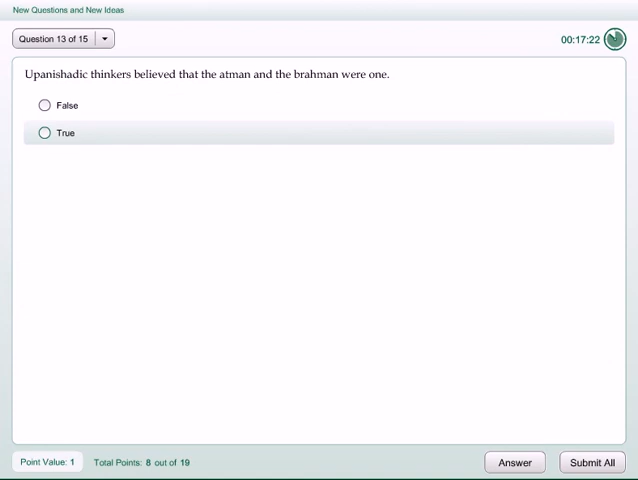 New Questions and New Ideas
Question 13 of 15
00:17:22
Upanishadic thinkers believed that the atman and the brahman were one.
False
True
Point Value: 1 Total Points: 8 out of 19 Answer Submit All